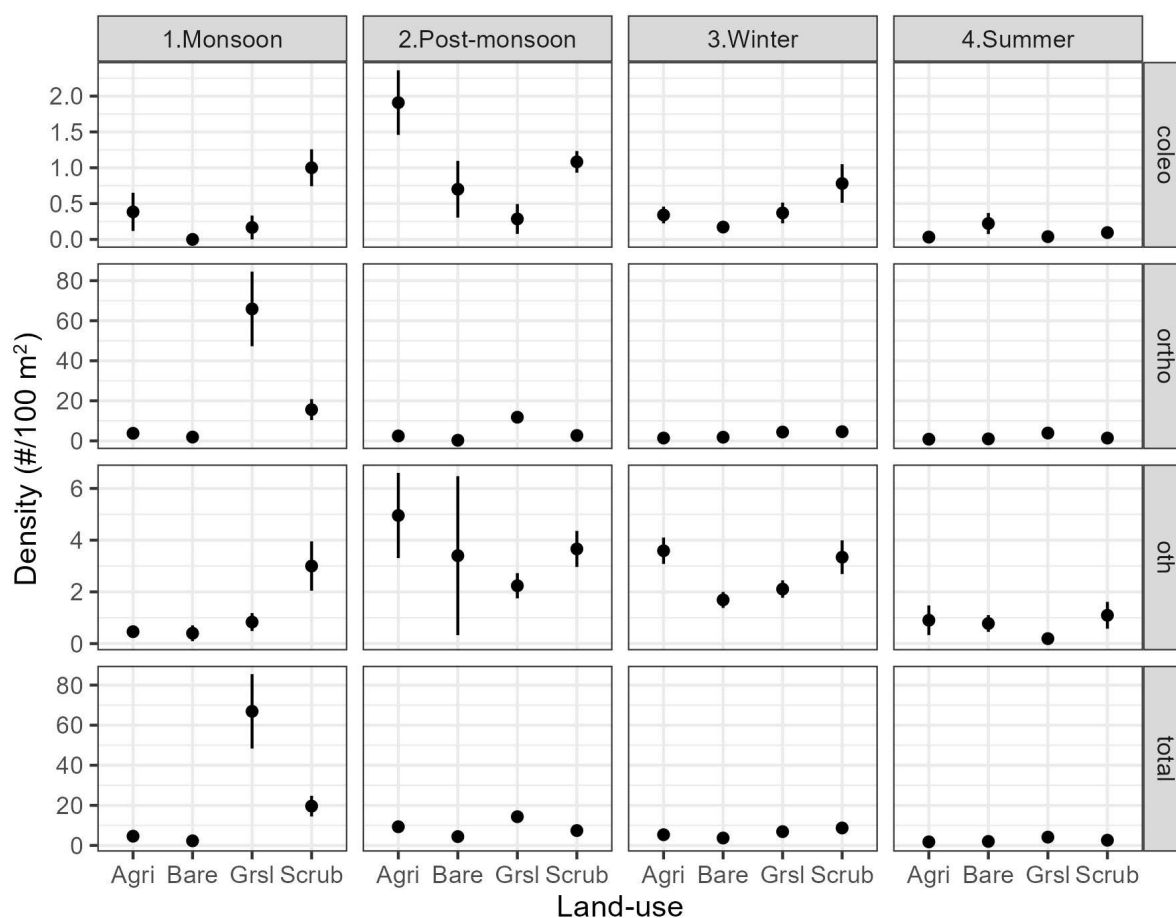 1.Monsoon 2.Post-monsoon 3.Winter 4.Summer
2.0
1.5
1.0
0.5
0.0
coleo
80
60
40
20
0
ortho
Density (#/100 m²)
6
4
2
0
oth
80
60
40
20
0
total
Agri Bare Grsl Scrub Agri Bare Grsl Scrub Agri Bare Grsl Scrub Agri Bare Grsl Scrub
Land-use